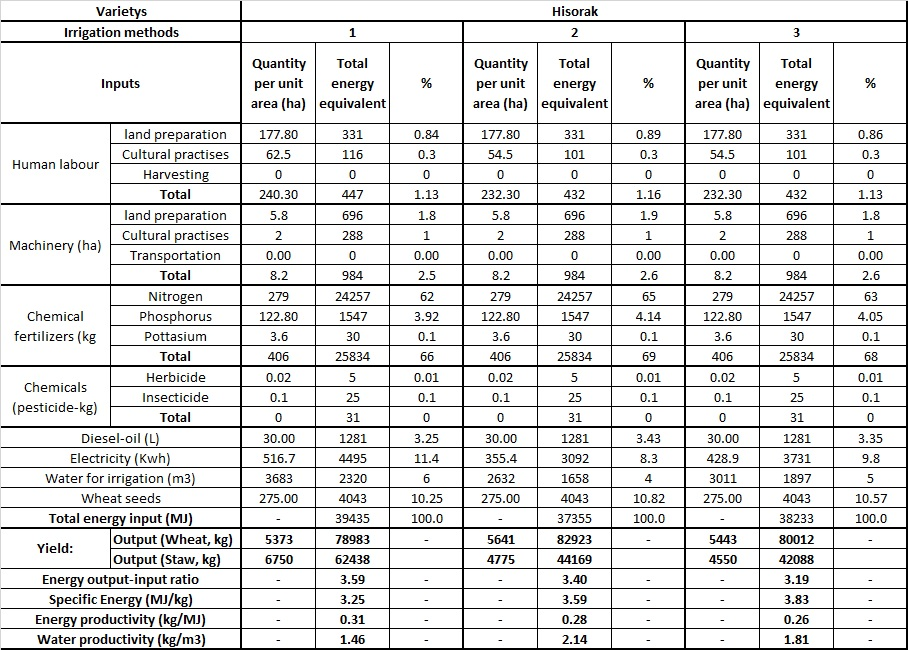 Varietys Hisorak
Irrigation methods 1 2 3
Inputs Quantity per unit area (ha) Total energy equivalent % Quantity per unit area (ha) Total energy equivalent % Quantity per unit area (ha) Total energy equivalent %
Human labour land preparation 177.80 331 0.84 177.80 331 0.89 177.80 331 0.86
Cultural practises 62.5 116 0.3 54.5 101 0.3 54.5 101 0.3
Harvesting 0 0 0 0 0 0 0 0 0
Total 240.30 447 1.13 232.30 432 1.16 232.30 432 1.13
Machinery (ha) land preparation 5.8 696 1.8 5.8 696 1.9 5.8 696 1.8
Cultural practises 2 288 1 2 288 1 2 288 1
Transportation 0.00 0 0.00 0.00 0 0.00 0.00 0 0.00
Total 8.2 984 2.5 8.2 984 2.6 8.2 984 2.6
Chemical fertilizers (kg Nitrogen 279 24257 62 279 24257 65 279 24257 63
Phosphorus 122.80 1547 3.92 122.80 1547 4.14 122.80 1547 4.05
Pottasium 3.6 30 0.1 3.6 30 0.1 3.6 30 0.1
Total 406 25834 66 406 25834 69 406 25834 68
Chemicals (pesticide-kg) Herbicide 0.02 5 0.01 0.02 5 0.01 0.02 5 0.01
Insecticide 0.1 25 0.1 0.1 25 0.1 0.1 25 0.1
Total 0 31 0 0 31 0 0 31 0
Diesel-oil (L) 30.00 1281 3.25 30.00 1281 3.43 30.00 1281 3.35
Electricity (Kwh) 516.7 4495 11.4 355.4 3092 8.3 428.9 3731 9.8
Water for irrigation (m3) 3683 2320 6 2632 1658 4 3011 1897 5
Wheat seeds 275.00 4043 10.25 275.00 4043 10.82 275.00 4043 10.57
Total energy input (MJ) - 39435 100.0 - 37355 100.0 - 38233 100.0
Yield: Output (Wheat, kg) 5373 78983 - 5641 82923 - 5443 80012 -
Output (Staw, kg) 6750 62438 4775 44169 4550 42088
Energy output-input ratio - 3.59 - - 3.40 - - 3.19 -
Specific Energy (MJ/kg) - 3.25 - - 3.59 - - 3.83 -
Energy productivity (kg/MJ) - 0.31 - - 0.28 - - 0.26 -
Water productivity (kg/m3) - 1.46 - - 2.14 - - 1.81 -